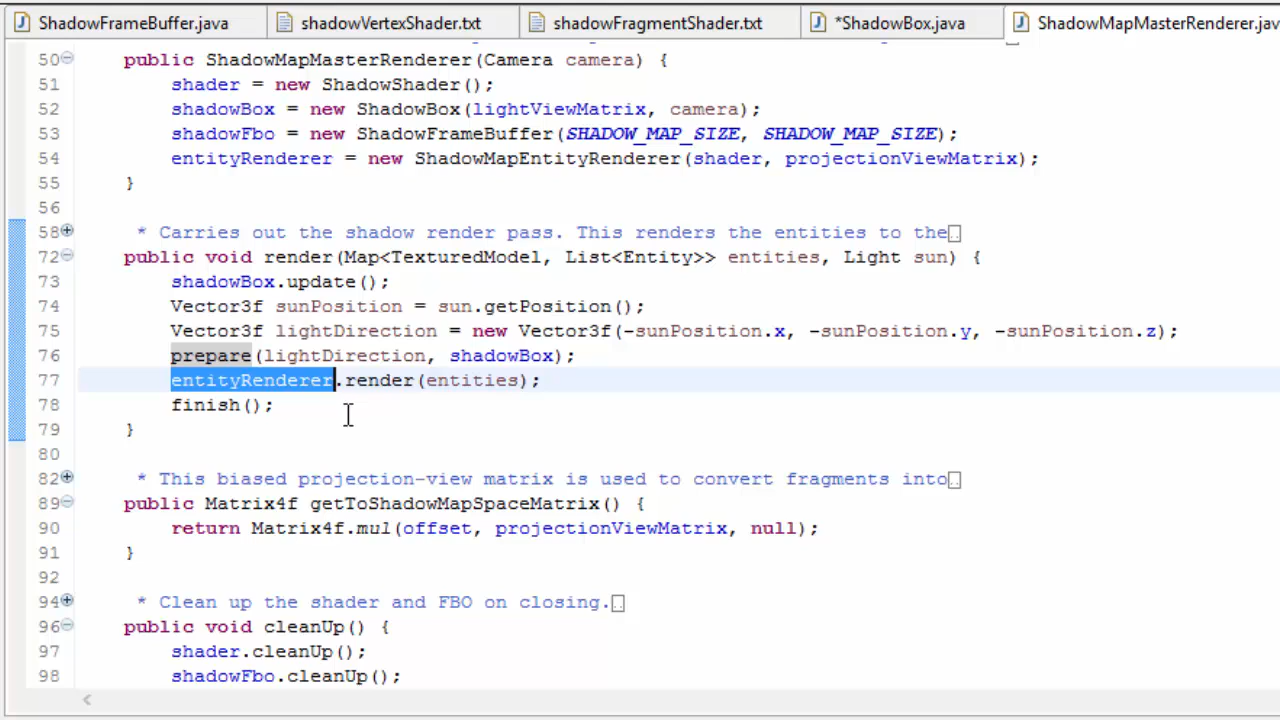 ShadowFrameBuffer.java shadowVertexShader.txt shadowFragmentShader.txt *ShadowBox.java ShadowMapMasterRenderer.jav
50 public ShadowMapMasterRenderer(Camera camera) {
51 shader = new ShadowShader();
52 shadowBox = new ShadowBox(lightViewMatrix, camera);
53 shadowFbo = new ShadowFrameBuffer(SHADOW_MAP_SIZE, SHADOW_MAP_SIZE);
54 entityRenderer = new ShadowMapEntityRenderer(shader, projectionViewMatrix);
55 }
56
58 * Carries out the shadow render pass. This renders the entities to the
72 public void render(Map<TexturedModel, List<Entity>> entities, Light sun) {
73 shadowBox.update();
74 Vector3f sunPosition = sun.getPosition();
75 Vector3f lightDirection = new Vector3f(-sunPosition.x, -sunPosition.y, -sunPosition.z);
76 prepare(lightDirection, shadowBox);
77 entityRenderer.render(entities);
78 finish();
79 }
80
82 * This biased projection-view matrix is used to convert fragments into
89 public Matrix4f getToShadowMapSpaceMatrix() {
90 return Matrix4f.mul(offset, projectionViewMatrix, null);
91 }
92
94 * Clean up the shader and FBO on closing.
96 public void cleanUp() {
97 shader.cleanUp();
98 shadowFbo.cleanUp();